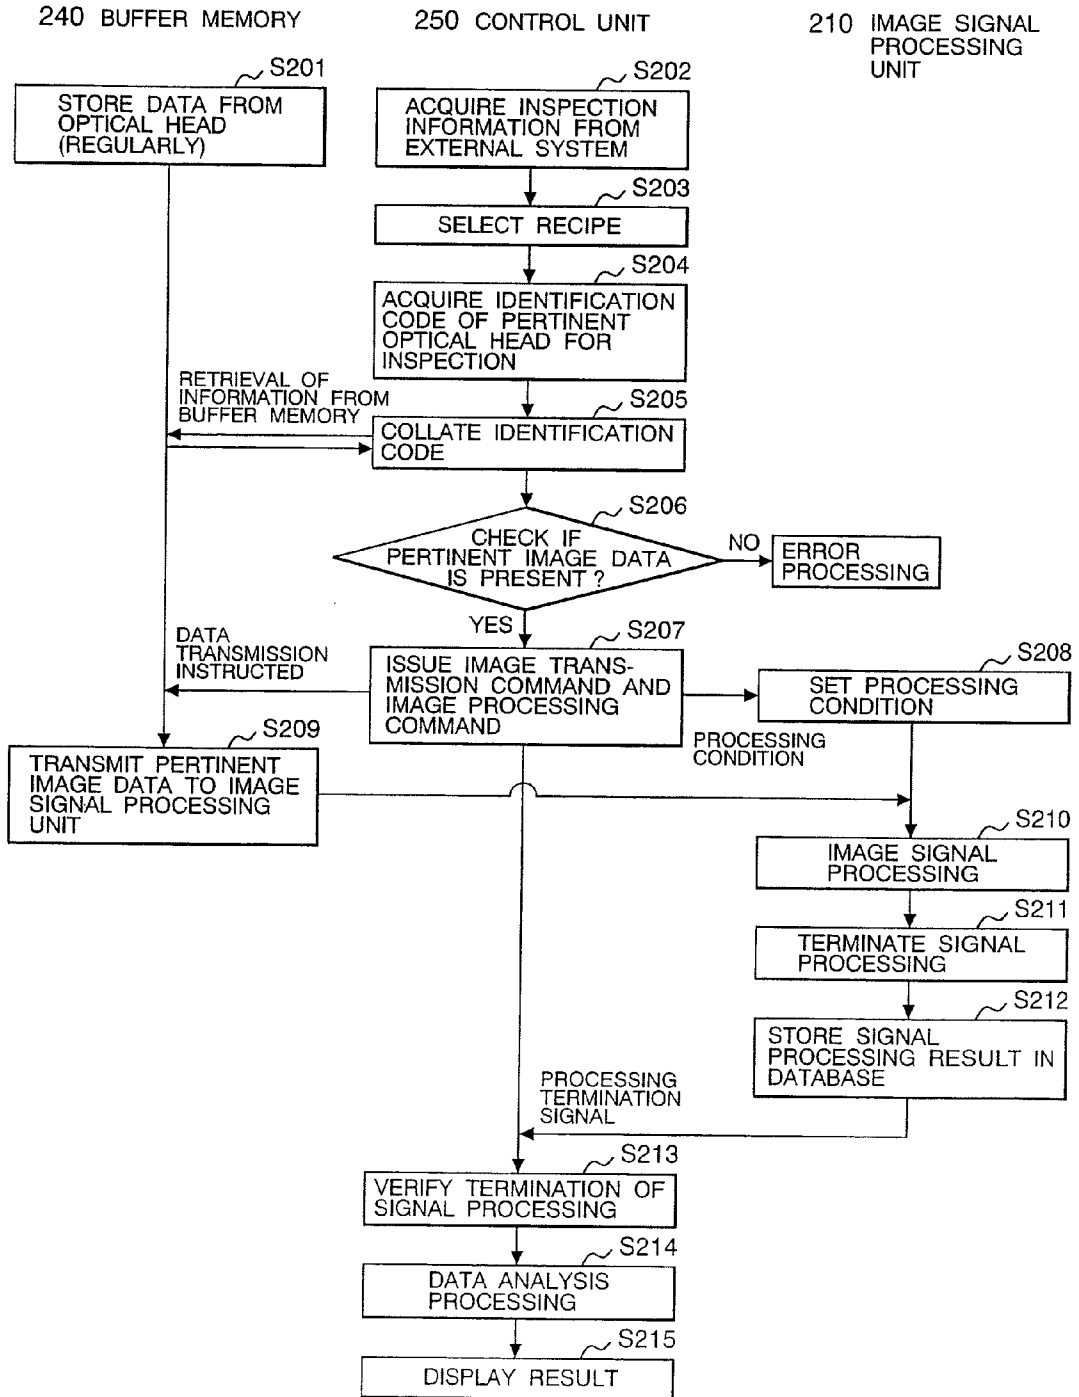 240 BUFFER MEMORY
250 CONTROL UNIT
210 IMAGE SIGNAL
PROCESSING
UNIT
S201
STORE DATA FROM
OPTICAL HEAD
(REGULARLY)
S202
ACQUIRE INSPECTION
INFORMATION FROM
EXTERNAL SYSTEM
S203
SELECT RECIPE
S204
ACQUIRE IDENTIFICATION
CODE OF PERTINENT
OPTICAL HEAD FOR
INSPECTION
RETRIEVAL OF
INFORMATION FROM
BUFFER MEMORY
S205
COLLATE IDENTIFICATION
CODE
S206
CHECK IF
PERTINENT IMAGE DATA
IS PRESENT ?
NO
ERROR
PROCESSING
YES
DATA
TRANSMISSION
INSTRUCTED
S207
ISSUE IMAGE TRANS-
MISSION COMMAND AND
IMAGE PROCESSING
COMMAND
S208
SET PROCESSING
CONDITION
PROCESSING
CONDITION
S209
TRANSMIT PERTINENT
IMAGE DATA TO IMAGE
SIGNAL PROCESSING
UNIT
S210
IMAGE SIGNAL
PROCESSING
S211
TERMINATE SIGNAL
PROCESSING
S212
STORE SIGNAL
PROCESSING RESULT IN
DATABASE
PROCESSING
TERMINATION
SIGNAL
S213
VERIFY TERMINATION OF
SIGNAL PROCESSING
S214
DATA ANALYSIS
PROCESSING
S215
DISPLAY RESULT